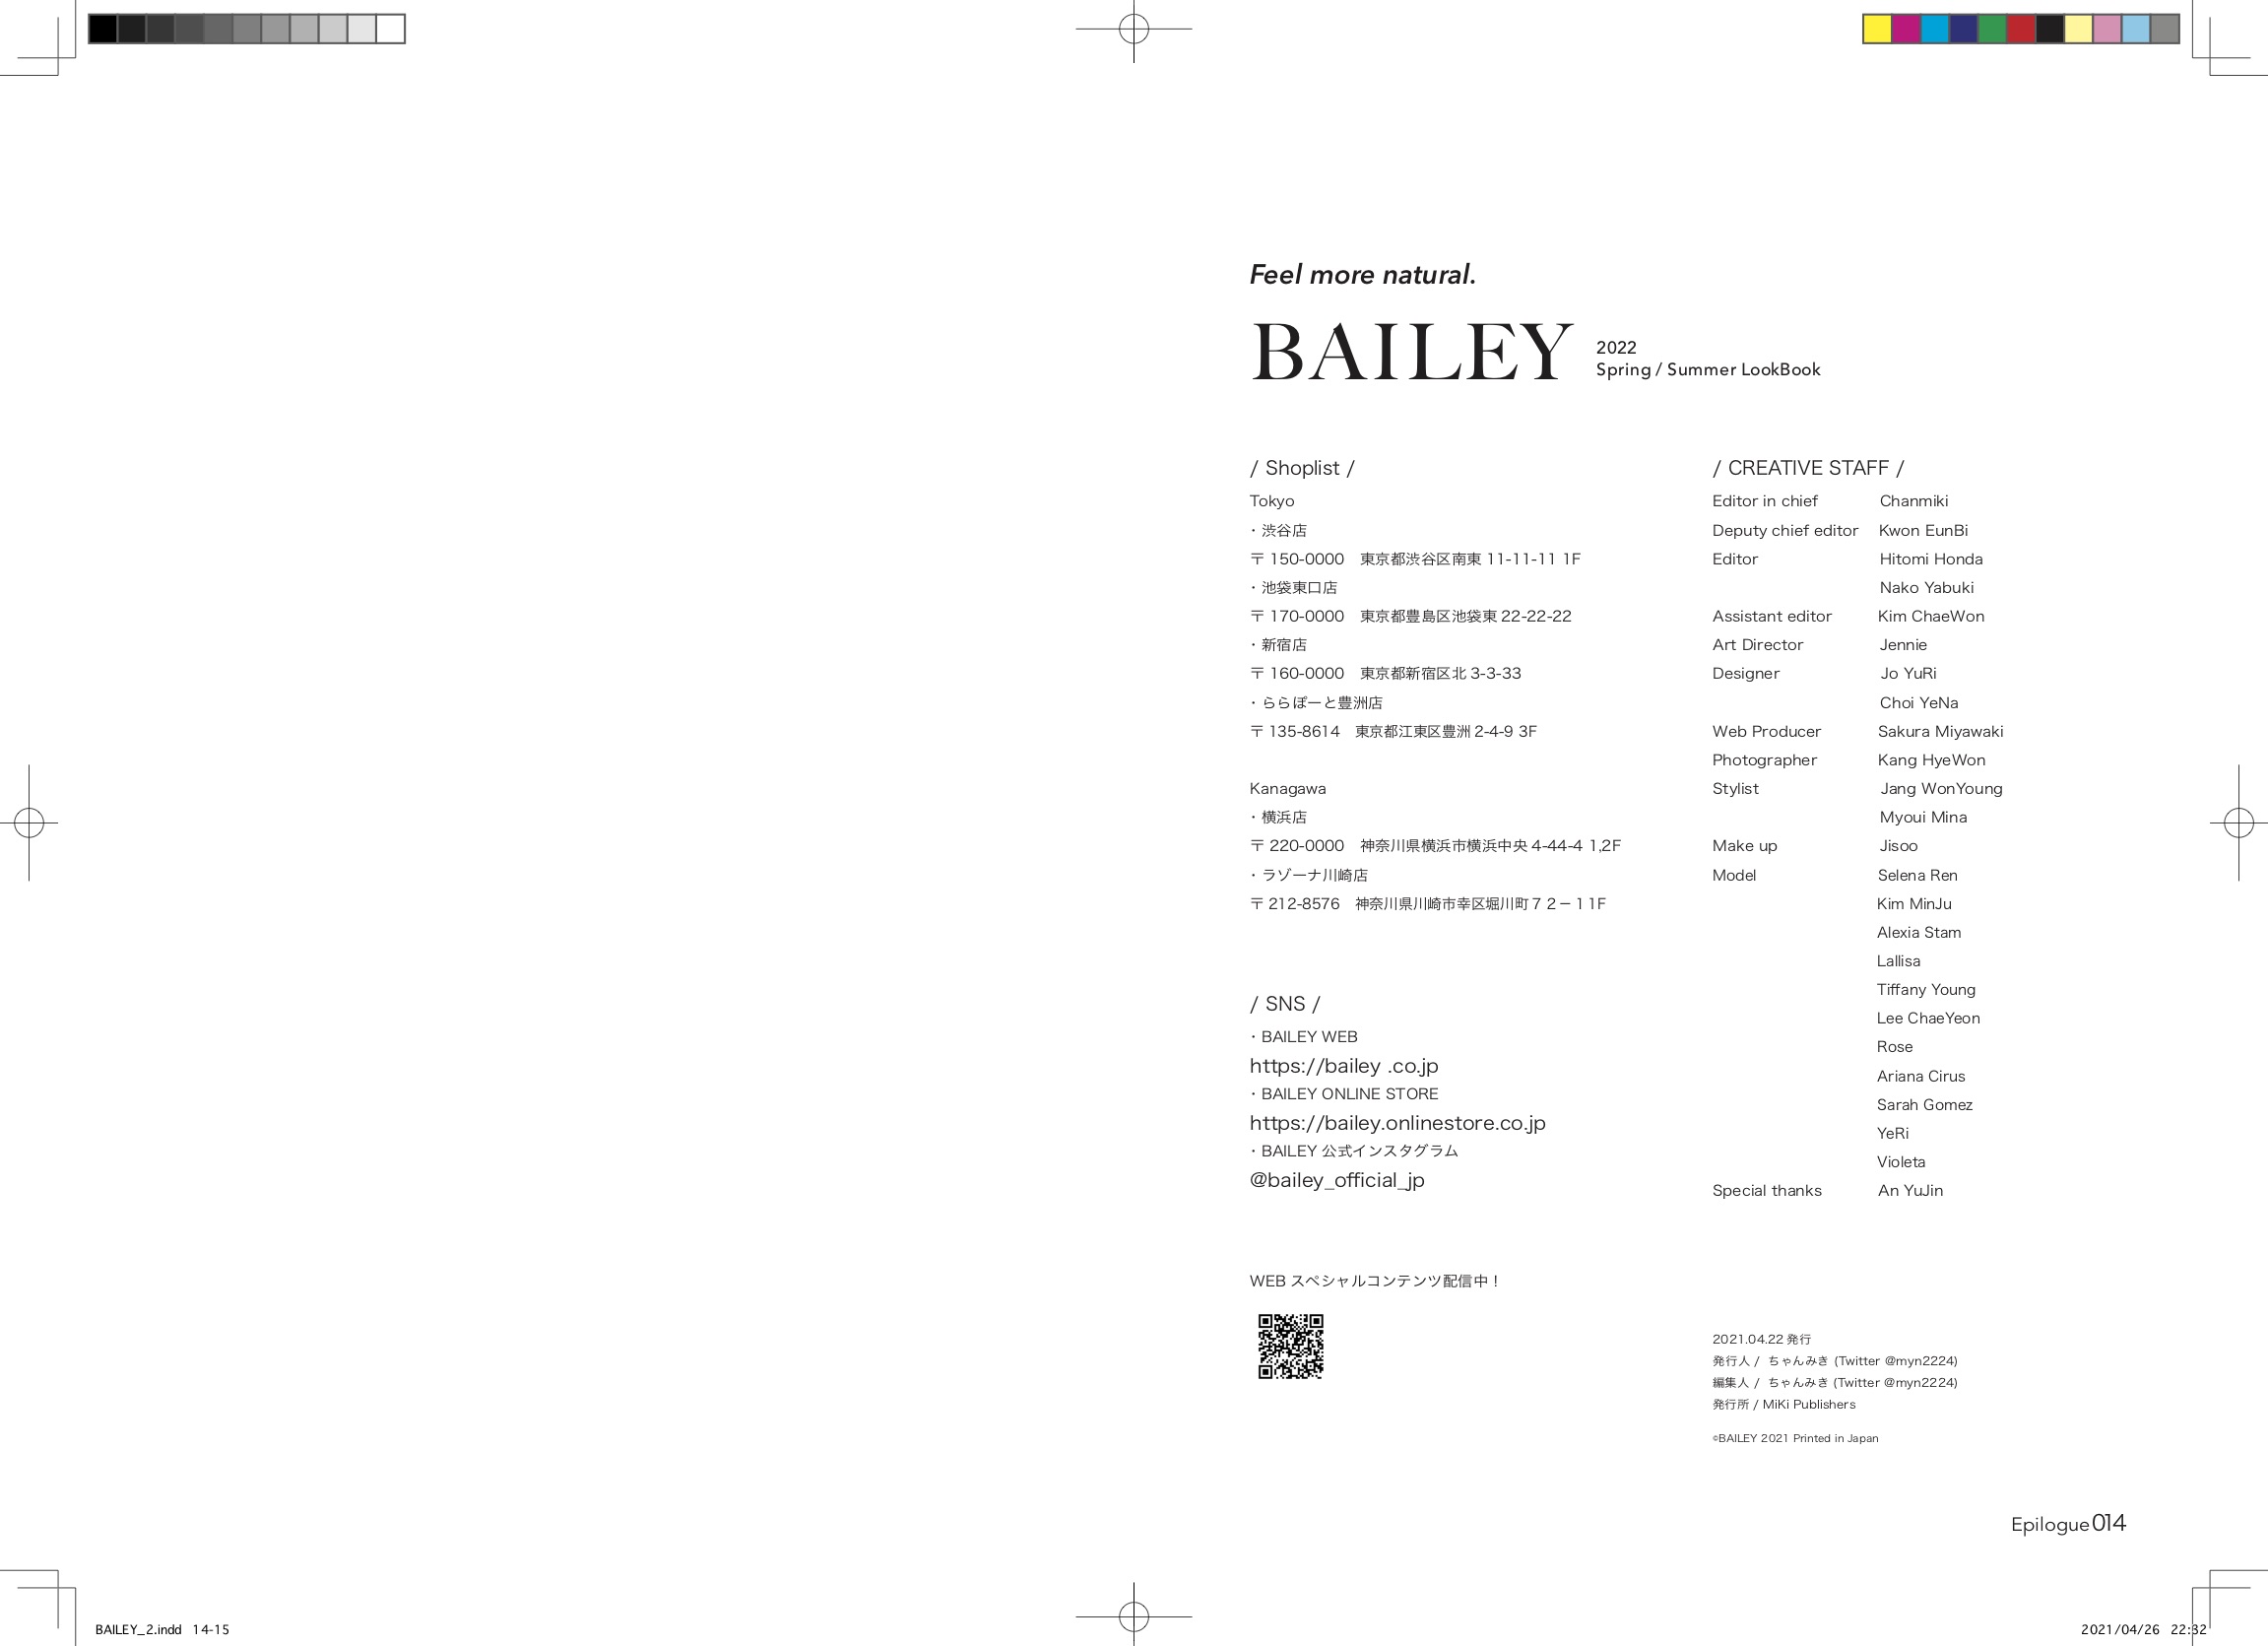 Feel more natural.
BAILEY
2022
Spring / Summer LookBook
/ Shoplist /
Tokyo
・渋谷店
〒 150-0000　東京都渋谷区南東 11-11-11 1F
・池袋東口店
〒 170-0000　東京都豊島区池袋東 22-22-22
・新宿店
〒 160-0000　東京都新宿区北 3-3-33
・ららぽーと豊洲店
〒 135-8614　東京都江東区豊洲 2-4-9 3F
Kanagawa
・横浜店
〒 220-0000　神奈川県横浜市横浜中央 4-44-4 1,2F
・ラゾーナ川崎店
〒 212-8576　神奈川県川崎市幸区堀川町７２－１1F
/ SNS /
・BAILEY WEB
https://bailey .co.jp
・BAILEY ONLINE STORE
https://bailey.onlinestore.co.jp
・BAILEY 公式インスタグラム
@bailey_official_jp
WEB スペシャルコンテンツ配信中！
/ CREATIVE STAFF /
Editor in chief Chanmiki
Deputy chief editor Kwon EunBi
Editor Hitomi Honda
Nako Yabuki
Assistant editor Kim ChaeWon
Art Director Jennie
Designer Jo YuRi
Choi YeNa
Web Producer Sakura Miyawaki
Photographer Kang HyeWon
Stylist Jang WonYoung
Myoui Mina
Make up Jisoo
Model Selena Ren
Kim MinJu
Alexia Stam
Lallisa
Tiffany Young
Lee ChaeYeon
Rose
Ariana Cirus
Sarah Gomez
YeRi
Violeta
Special thanks An YuJin
2021.04.22 発行
発行人 / ちゃんみき (Twitter @myn2224)
編集人 / ちゃんみき (Twitter @myn2224)
発行所 / MiKi Publishers
©BAILEY 2021 Printed in Japan
Epilogue 014
BAILEY_2.indd 14-15
2021/04/26 22:32